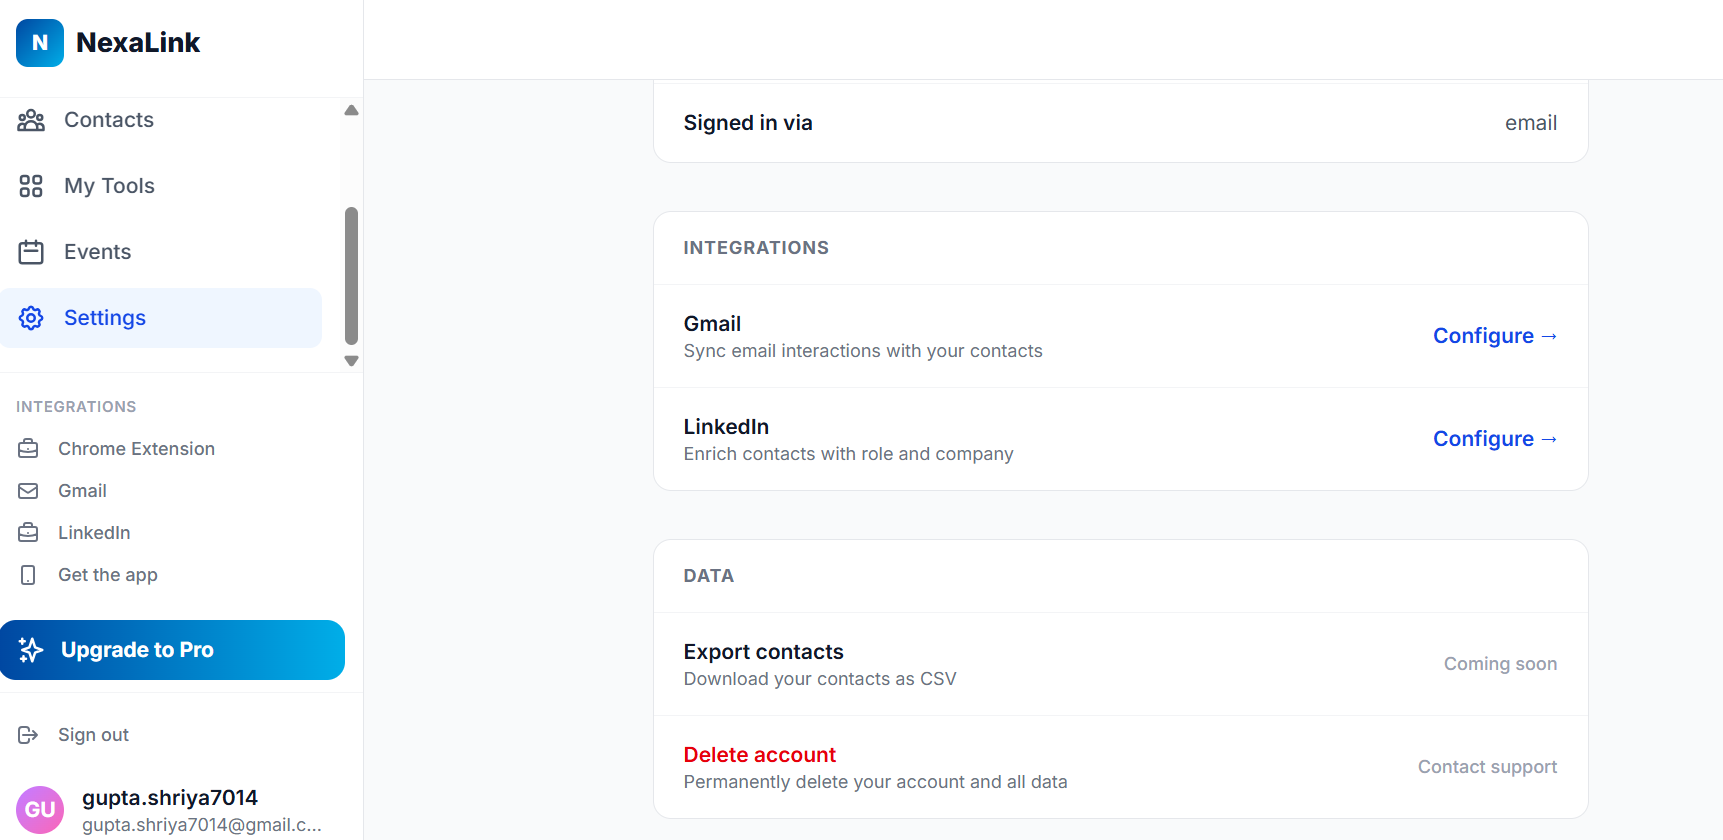 N
NexaLink
Contacts
My Tools
Events
Settings
INTEGRATIONS
Chrome Extension
Gmail
LinkedIn
Get the app
Upgrade to Pro
Sign out
GU
gupta.shriya7014
gupta.shriya7014@gmail.c...
Signed in via
email
INTEGRATIONS
Gmail
Sync email interactions with your contacts
Configure →
LinkedIn
Enrich contacts with role and company
Configure →
DATA
Export contacts
Download your contacts as CSV
Coming soon
Delete account
Permanently delete your account and all data
Contact support